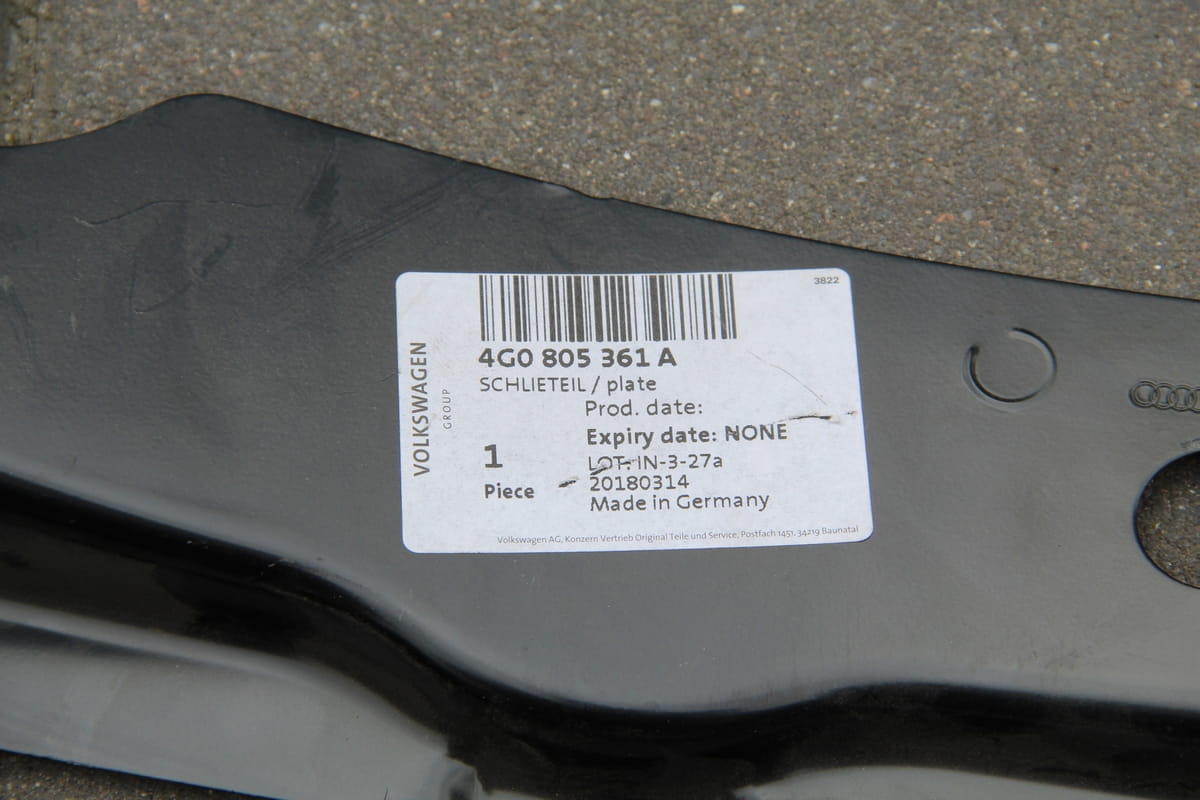 3822
4G0 805 361 A
SCHLIETEIL / plate
Prod. date:
Expiry date: NONE
LOT: IN-3-27a
20180314
Made in Germany
1
Piece
VOLKSWAGEN
GROUP
Volkswagen AG, Konzern Vertrieb Original Teile und Service, Postfach 1451, 34219 Baunatal